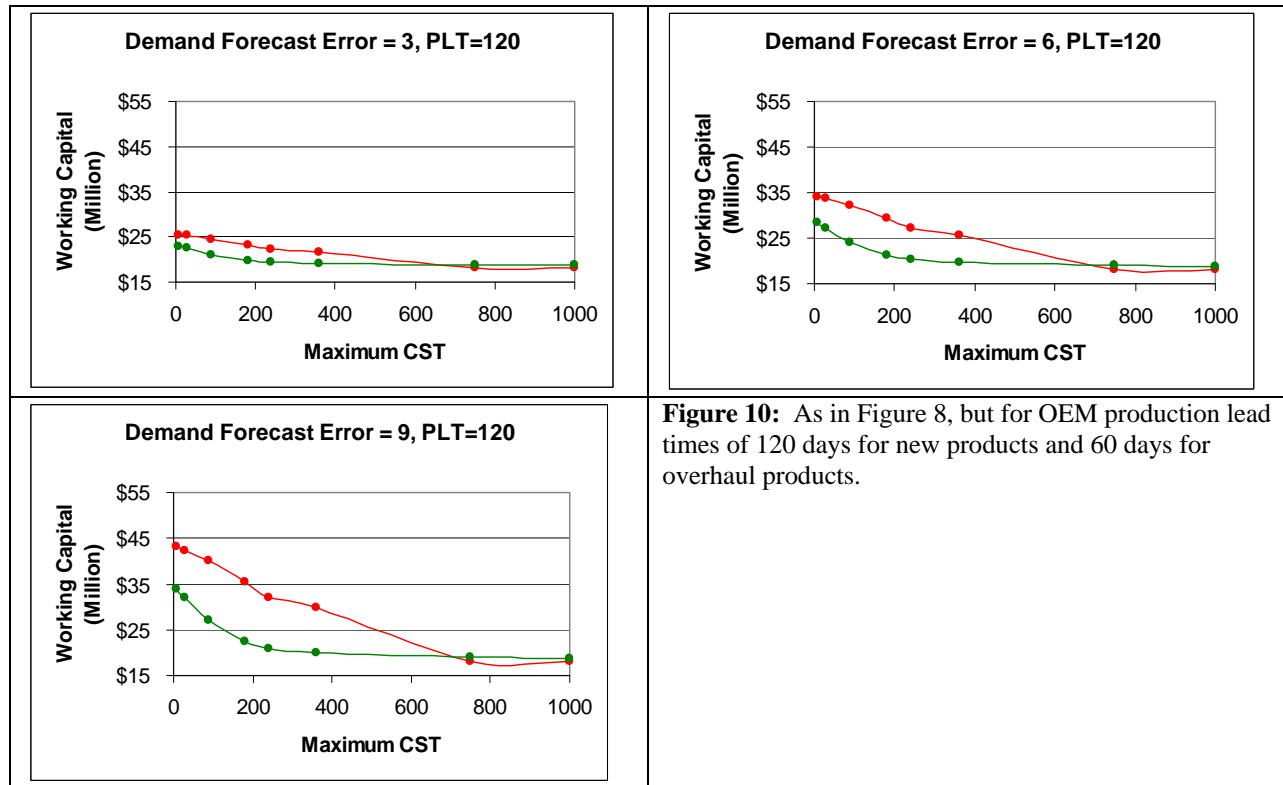 Demand Forecast Error = 3, PLT=120
$55
$45
$35
$25
$15
Working Capital
(Million)
0 200 400 600 800 1000
Maximum CST
Demand Forecast Error = 6, PLT=120
$55
$45
$35
$25
$15
Working Capital
(Million)
0 200 400 600 800 1000
Maximum CST
Demand Forecast Error = 9, PLT=120
$55
$45
$35
$25
$15
Working Capital
(Million)
0 200 400 600 800 1000
Maximum CST
Figure 10: As in Figure 8, but for OEM production lead
times of 120 days for new products and 60 days for
overhaul products.